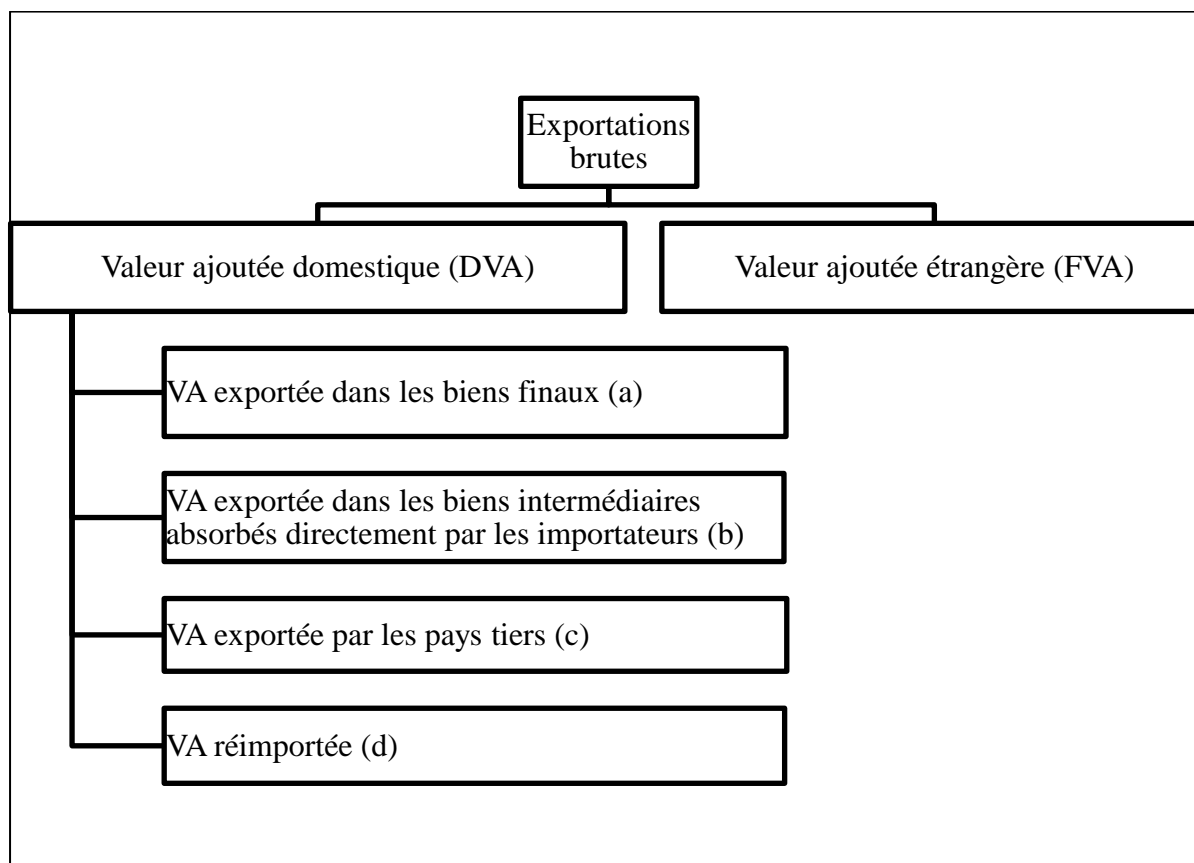 Exportations
brutes
Valeur ajoutée domestique (DVA)
Valeur ajoutée étrangère (FVA)
VA exportée dans les biens finaux (a)
VA exportée dans les biens intermédiaires
absorbés directement par les importateurs (b)
VA exportée par les pays tiers (c)
VA réimportée (d)